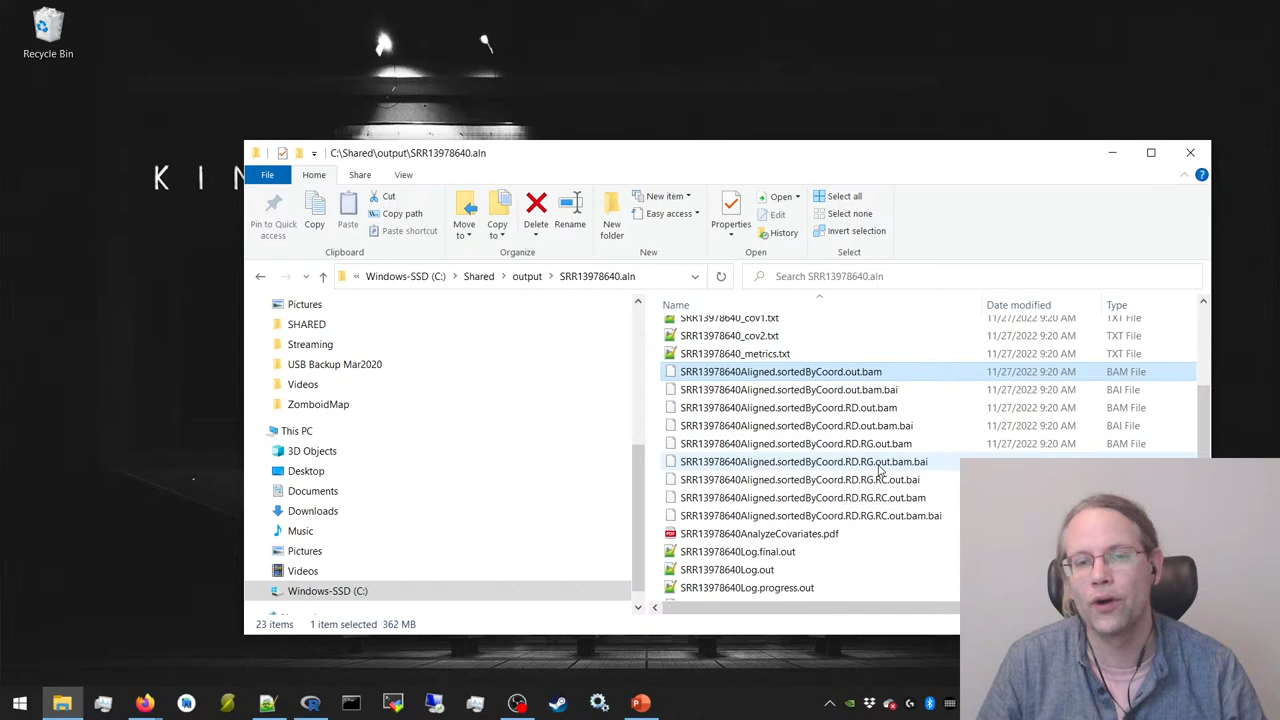 Recycle Bin
K I N
C:\Shared\output\SRR13978640.aln
File Home Share View
Pin to Quick access
Copy
Paste
Cut
Copy path
Paste shortcut
Clipboard
Move to
Copy to
Delete
Rename
Organize
New folder
New item
Easy access
New
Properties
Open
Edit
History
Open
Select all
Select none
Invert selection
Select
« Windows-SSD (C:) > Shared > output > SRR13978640.aln
Search SRR13978640.aln
Pictures
SHARED
Streaming
USB Backup Mar2020
Videos
ZomboidMap
This PC
3D Objects
Desktop
Documents
Downloads
Music
Pictures
Videos
Windows-SSD (C:)
Name Date modified Type
SRR13978640_cov1.txt 11/27/2022 9:20 AM TXT File
SRR13978640_cov2.txt 11/27/2022 9:20 AM TXT File
SRR13978640_metrics.txt 11/27/2022 9:20 AM TXT File
SRR13978640Aligned.sortedByCoord.out.bam 11/27/2022 9:20 AM BAM File
SRR13978640Aligned.sortedByCoord.out.bam.bai 11/27/2022 9:20 AM BAI File
SRR13978640Aligned.sortedByCoord.RD.out.bam 11/27/2022 9:20 AM BAM File
SRR13978640Aligned.sortedByCoord.RD.out.bam.bai 11/27/2022 9:20 AM BAI File
SRR13978640Aligned.sortedByCoord.RD.RG.out.bam 11/27/2022 9:20 AM BAM File
SRR13978640Aligned.sortedByCoord.RD.RG.out.bam.bai
SRR13978640Aligned.sortedByCoord.RD.RG.RC.out.bai
SRR13978640Aligned.sortedByCoord.RD.RG.RC.out.bam
SRR13978640Aligned.sortedByCoord.RD.RG.RC.out.bam.bai
SRR13978640AnalyzeCovariates.pdf
SRR13978640Log.final.out
SRR13978640Log.out
SRR13978640Log.progress.out
23 items 1 item selected 362 MB